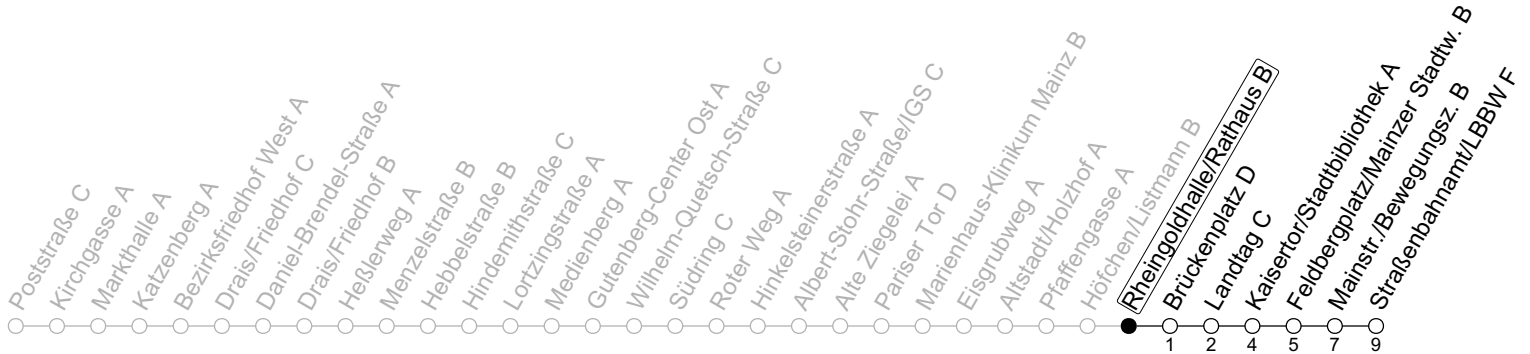 Poststraße C
Kirchgasse A
Markthalle A
Katzenberg A
Bezirksfriedhof West A
Drais/Friedhof C
Daniel-Brendel-Straße A
Drais/Friedhof B
Heßlerweg A
Menzelstraße B
Hebbelstraße B
Hindemithstraße C
Lortzingstraße A
Medienberg A
Gutenberg-Center Ost A
Wilhelm-Quetsch-Straße C
Südring C
Roter Weg A
Hinkelsteinerstraße A
Albert-Stohr-Straße/IGS C
Alte Ziegelei A
Pariser Tor D
Marienhaus-Klinikum Mainz B
Eisgrubweg A
Altstadt/Holzhof A
Pfaffengasse A
Höfchen/Listmann B
Rheingoldhalle/Rathaus B
Brückenplatz D
Landtag C
Kaisertor/Stadtbibliothek A
Feldbergplatz/Mainzer Stadtw. B
Mainstr./Bewegungsz. B
Straßenbahnamt/LBBW F
1 2 4 5 7 9